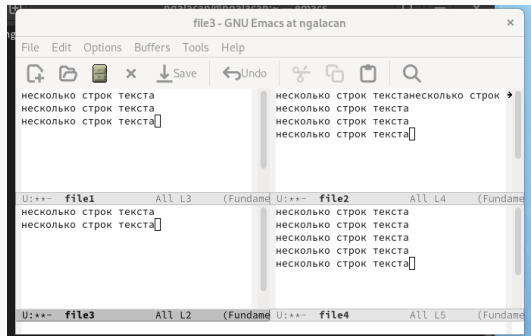 ngalacan@ngalacan:~ — emacs
file3 - GNU Emacs at ngalacan
File Edit Options Buffers Tools Help
Save Undo
несколько строк текста
несколько строк текста
несколько строк текста
U:**- file1 All L3 (Fundame
несколько строк текстанесколько строк
несколько строк текста
несколько строк текста
несколько строк текста
U:**- file2 All L4 (Fundame
несколько строк текста
несколько строк текста
U:**- file3 All L2 (Fundame
несколько строк текста
несколько строк текста
несколько строк текста
несколько строк текста
несколько строк текста
U:**- file4 All L5 (Fundame